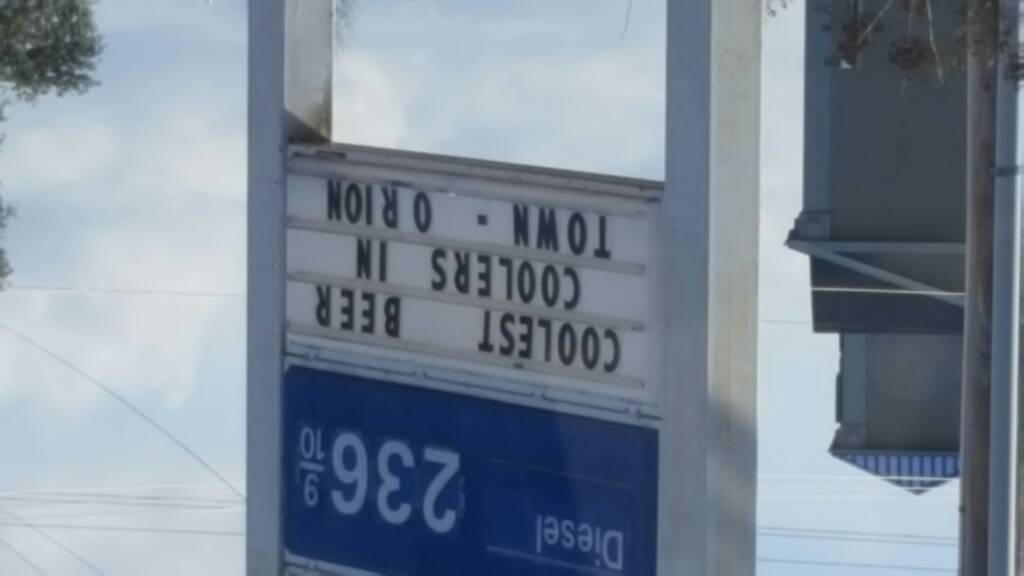 Diesel
236 9/10
COOLEST BEER
COOLERS IN
TOWN - ORION